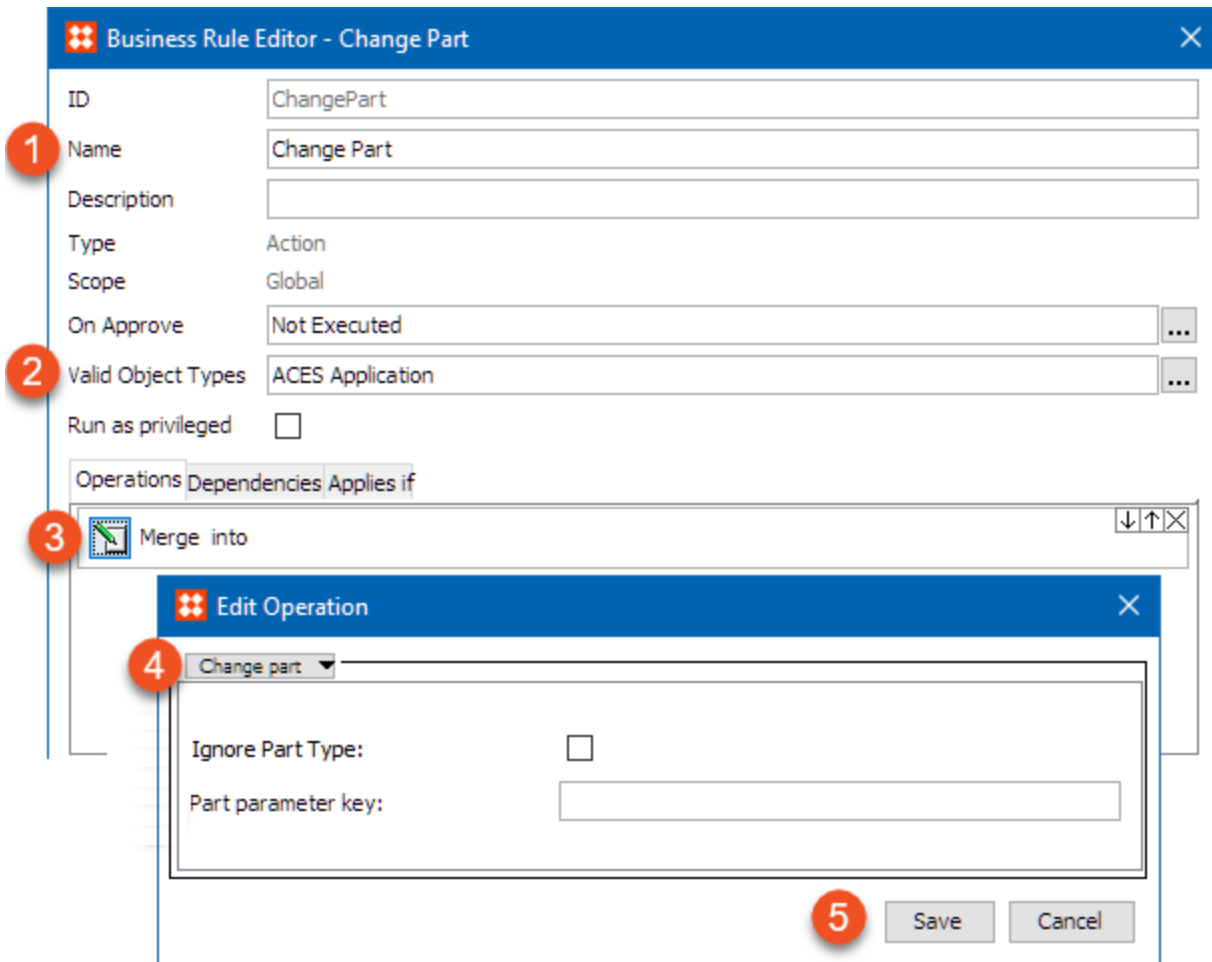 Business Rule Editor - Change Part
ID ChangePart
1 Name Change Part
Description
Type Action
Scope Global
On Approve Not Executed ...
2 Valid Object Types ACES Application ...
Run as privileged
Operations Dependencies Applies if
3 Merge into
Edit Operation
4 Change part
Ignore Part Type:
Part parameter key:
5 Save Cancel